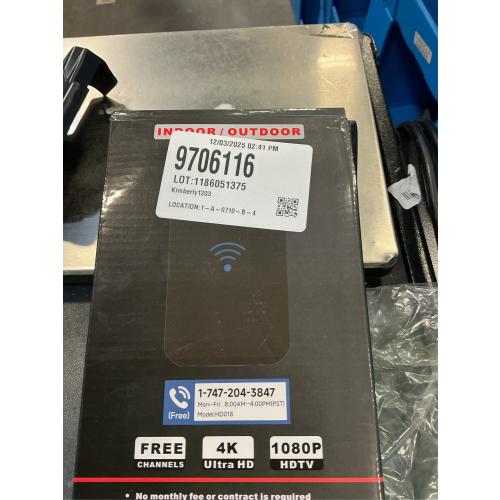 INDOOR / OUTDOOR
12/03/2025 02:41 PM
9706116
LOT:1186051375
Kimberly1203
LOCATION:1-A-0710-B-4
1-747-204-3847
Mon-Fri 8:00AM-4:00PM(PST)
(Free)
Model:HD018
FREE
CHANNELS
4K
Ultra HD
1080P
HDTV
• No monthly fee or contract is required